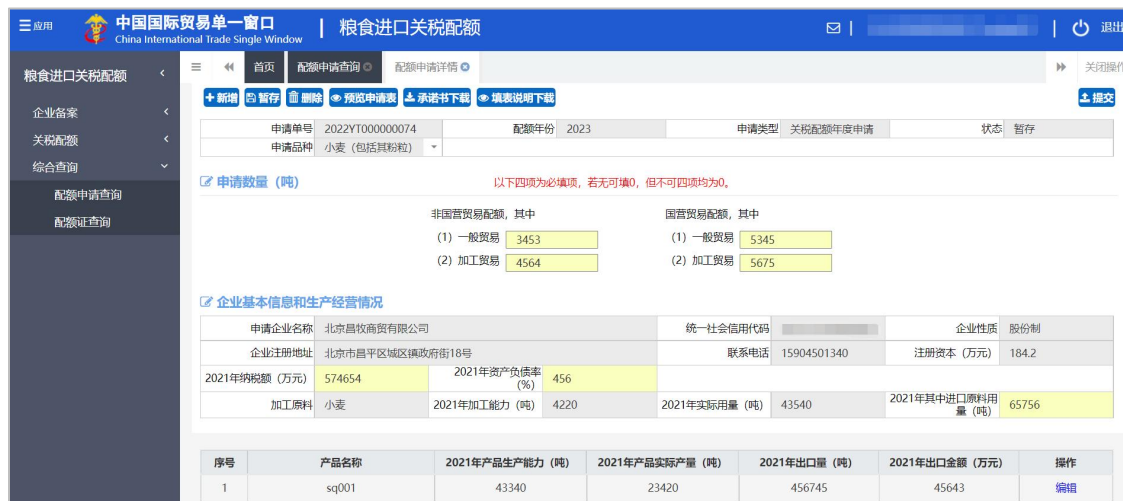 应用 中国国际贸易单一窗口 粮食进口关税配额 退出
China International Trade Single Window
粮食进口关税配额 首页 配额申请查询 配额申请详情 关闭操作
新增 暂存 删除 预览申请表 承诺书下载 填表说明下载 提交
企业备案
关税配额
综合查询
配额申请查询
配额证查询
申请单号 2022YT000000074 配额年份 2023 申请类型 关税配额年度申请 状态 暂存
申请品种 小麦（包括其粉粒）
申请数量（吨） 以下四项为必填项，若无可填0，但不可四项均为0。
非国营贸易配额，其中 国营贸易配额，其中
(1) 一般贸易 3453 (1) 一般贸易 5345
(2) 加工贸易 4564 (2) 加工贸易 5675
企业基本信息和生产经营情况
申请企业名称 北京昌牧商贸有限公司 统一社会信用代码 企业性质 股份制
企业注册地址 北京市昌平区城区镇政府街18号 联系电话 15904501340 注册资本（万元） 184.2
2021年纳税额（万元） 574654 2021年资产负债率(%) 456
加工原料 小麦 2021年加工能力（吨） 4220 2021年实际用量（吨） 43540 2021年其中进口原料用量（吨） 65756
序号 产品名称 2021年产品生产能力（吨） 2021年产品实际产量（吨） 2021年出口量（吨） 2021年出口金额（万元） 操作
1 sq001 43340 23420 456745 45643 编辑